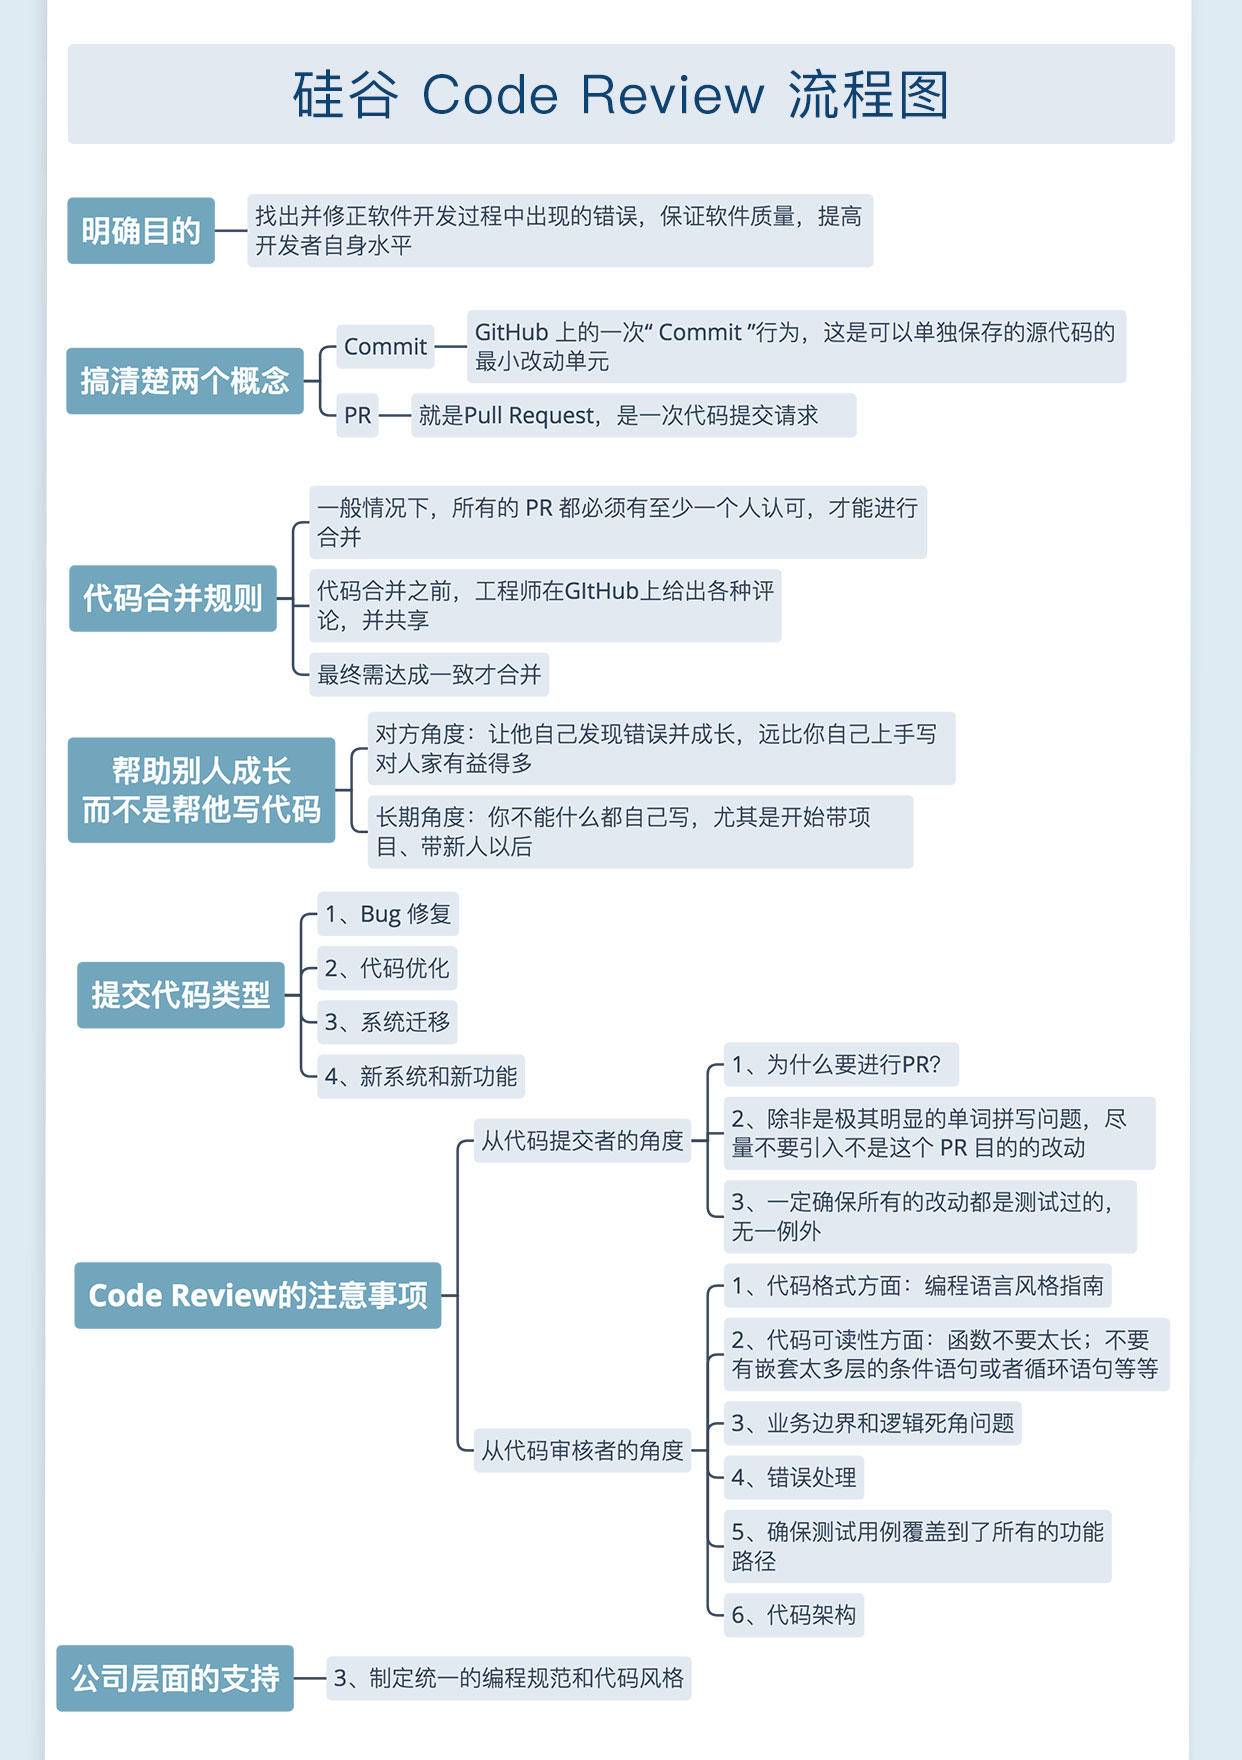 硅谷 Code Review 流程图
明确目的
找出并修正软件开发过程中出现的错误，保证软件质量，提高
开发者自身水平
搞清楚两个概念
Commit
GitHub 上的一次“ Commit ”行为，这是可以单独保存的源代码的
最小改动单元
PR
就是Pull Request，是一次代码提交请求
代码合并规则
一般情况下，所有的 PR 都必须有至少一个人认可，才能进行
合并
代码合并之前，工程师在GItHub上给出各种评
论，并共享
最终需达成一致才合并
帮助别人成长
而不是帮他写代码
对方角度：让他自己发现错误并成长，远比你自己上手写
对人家有益得多
长期角度：你不能什么都自己写，尤其是开始带项
目、带新人以后
提交代码类型
1、Bug 修复
2、代码优化
3、系统迁移
4、新系统和新功能
Code Review的注意事项
从代码提交者的角度
1、为什么要进行PR？
2、除非是极其明显的单词拼写问题，尽
量不要引入不是这个 PR 目的的改动
3、一定确保所有的改动都是测试过的，
无一例外
从代码审核者的角度
1、代码格式方面：编程语言风格指南
2、代码可读性方面：函数不要太长；不要
有嵌套太多层的条件语句或者循环语句等等
3、业务边界和逻辑死角问题
4、错误处理
5、确保测试用例覆盖到了所有的功能
路径
6、代码架构
公司层面的支持
3、制定统一的编程规范和代码风格